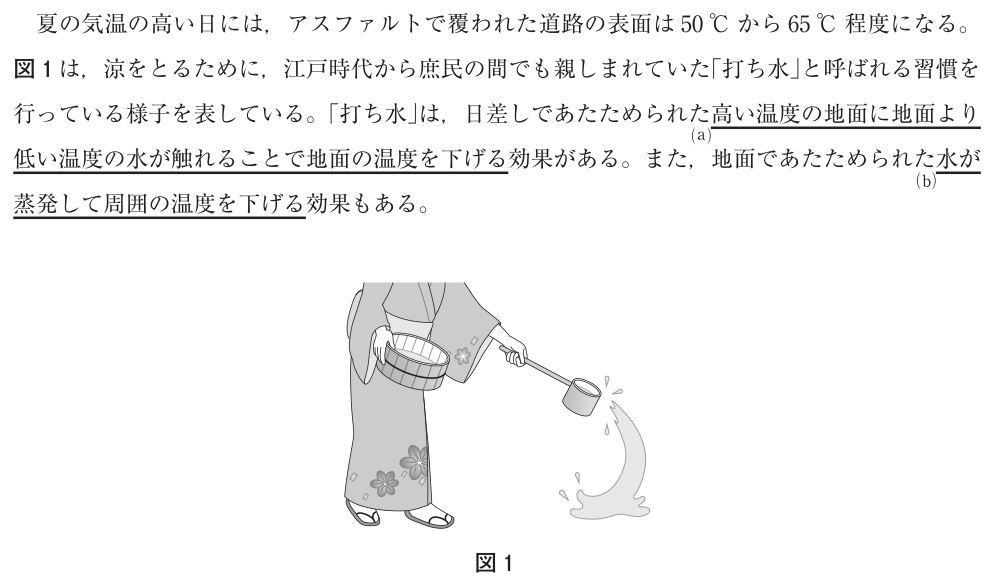 夏の気温の高い日には，アスファルトで覆われた道路の表面は 50 ℃ から 65 ℃ 程度になる。
図1は，涼をとるために，江戸時代から庶民の間でも親しまれていた「打ち水」と呼ばれる習慣を
行っている様子を表している。「打ち水」は，日差しであたためられた高い温度の地面に地面より
(a)
低い温度の水が触れることで地面の温度を下げる効果がある。また，地面であたためられた水が
(b)
蒸発して周囲の温度を下げる効果もある。
図1